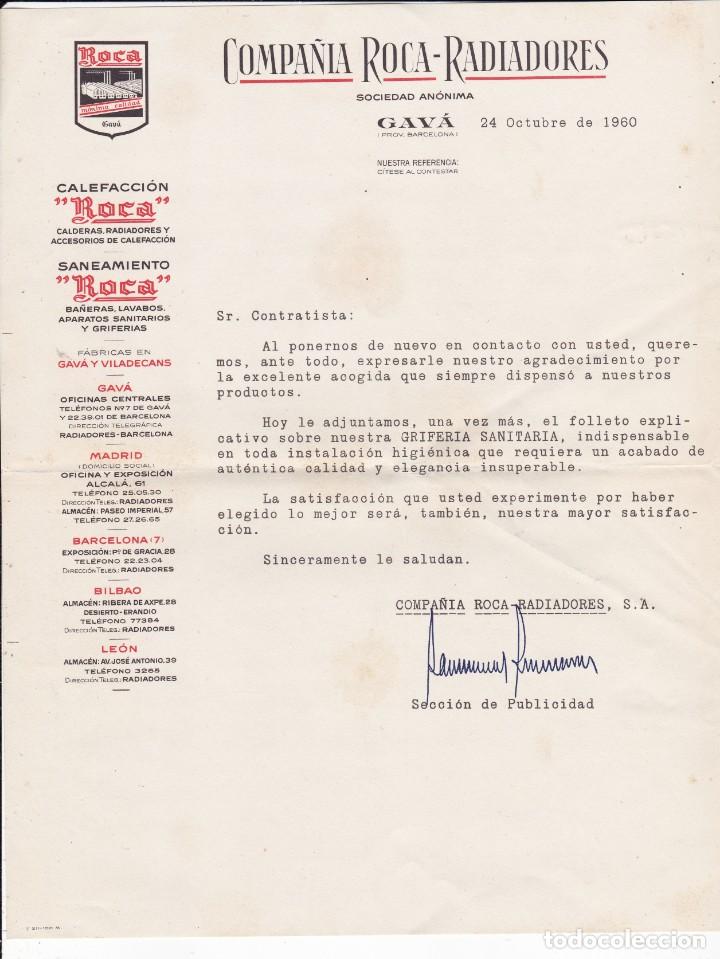 Roca
máxima calidad
Gavá
COMPAÑIA ROCA-RADIADORES
SOCIEDAD ANÓNIMA
GAVÁ
(PROV. BARCELONA)
24 Octubre de 1960
NUESTRA REFERENCIA:
CÍTESE AL CONTESTAR
CALEFACCIÓN
"Roca"
CALDERAS, RADIADORES Y
ACCESORIOS DE CALEFACCIÓN
SANEAMIENTO
"Roca"
BAÑERAS, LAVABOS,
APARATOS SANITARIOS
Y GRIFERIAS
FÁBRICAS EN
GAVÁ Y VILADECANS
GAVÁ
OFICINAS CENTRALES
TELÉFONOS Nº 7 DE GAVÁ
Y 22.39.01 DE BARCELONA
DIRECCIÓN TELEGRÁFICA
RADIADORES-BARCELONA
MADRID
(DOMICILIO SOCIAL)
OFICINA Y EXPOSICIÓN
ALCALÁ, 61
TELÉFONO 25.05.30
DIRECCIÓN TELEG.: RADIADORES
ALMACÉN: PASEO IMPERIAL, 57
TELÉFONO 27.26.65
BARCELONA (7)
EXPOSICIÓN: Pº DE GRACIA, 28
TELÉFONO 22.23.04
DIRECCIÓN TELEG.: RADIADORES
BILBAO
ALMACÉN: RIBERA DE AXPE. 28
DESIERTO-ERANDIO
TELÉFONO 77384
DIRECCIÓN TELEG.: RADIADORES
LEÓN
ALMACÉN: AV. JOSÉ ANTONIO, 39
TELÉFONO 3265
DIRECCIÓN TELEG.: RADIADORES
Sr. Contratista:
Al ponernos de nuevo en contacto con usted, quere-
mos, ante todo, expresarle nuestro agradecimiento por
la excelente acogida que siempre dispensó a nuestros
productos.
Hoy le adjuntamos, una vez más, el folleto expli-
cativo sobre nuestra GRIFERIA SANITARIA, indispensable
en toda instalación higiénica que requiera un acabado de
auténtica calidad y elegancia insuperable.
La satisfacción que usted experimente por haber
elegido lo mejor será, también, nuestra mayor satisfac-
ción.
Sinceramente le saludan.
COMPAÑIA ROCA-RADIADORES, S.A.
Sección de Publicidad
todocoleccion.net